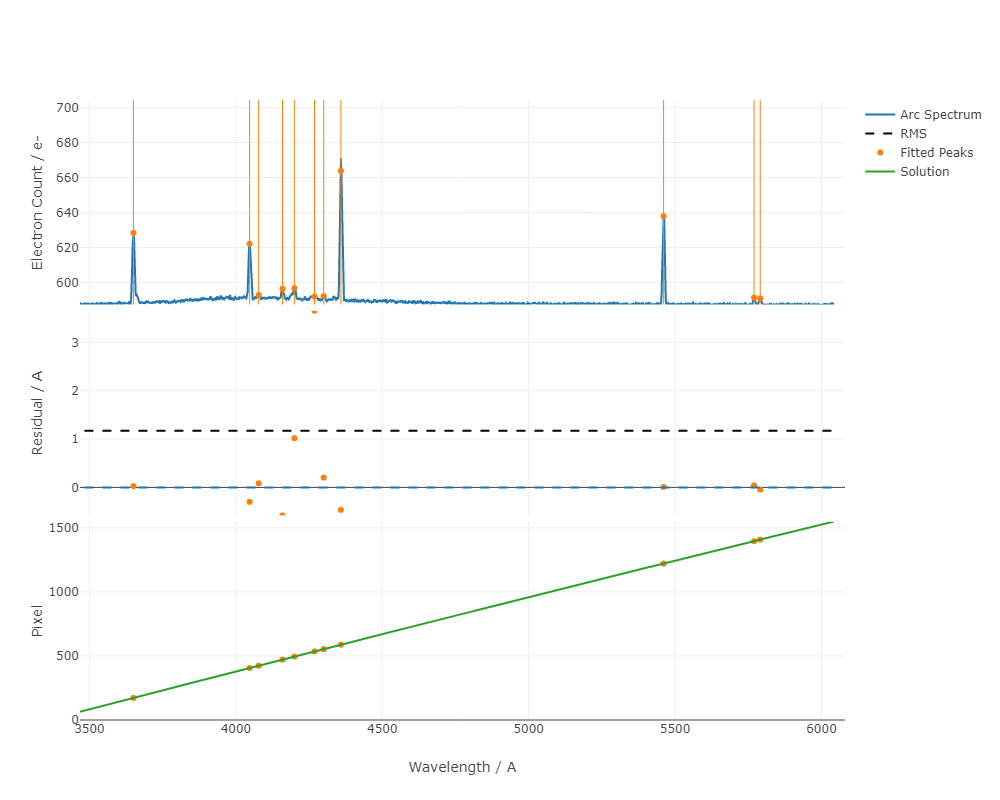 700
680
660
640
620
600
Electron Count / e-
Arc Spectrum
RMS
Fitted Peaks
Solution
3
2
1
0
Residual / A
1500
1000
500
0
Pixel
3500
4000
4500
5000
5500
6000
Wavelength / A